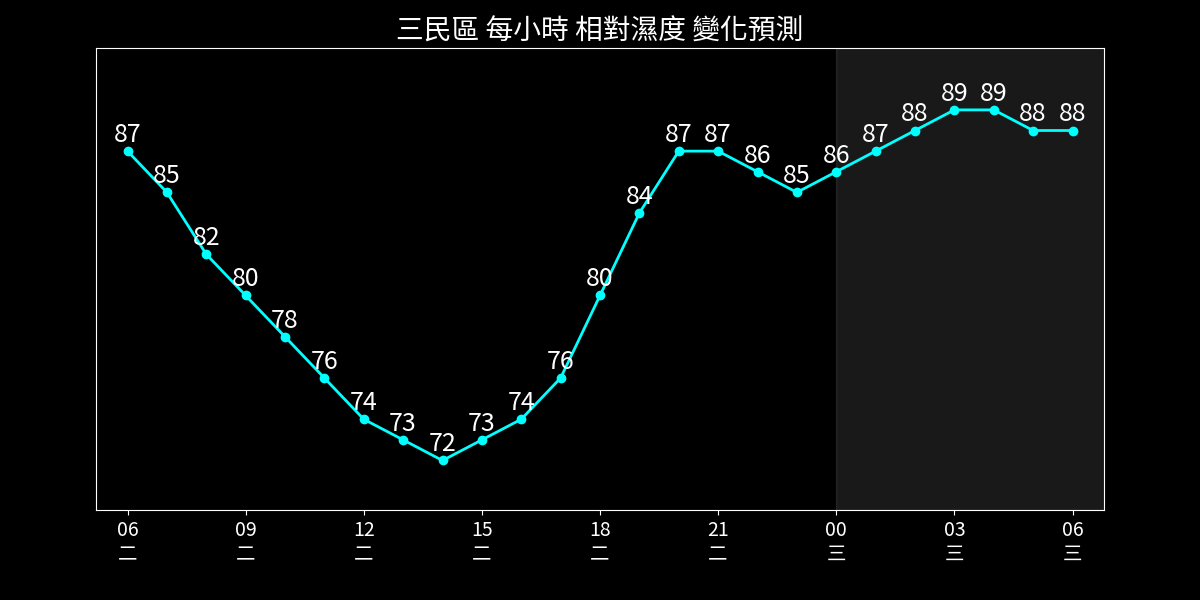 三民區 每小時 相對濕度 變化預測
87 85 82 80 78 76 74 73 72 73 74 76 80 84 87 87 86 85 86 87 88 89 89 88 88
06 09 12 15 18 21 00 03 06
二 二 二 二 二 二 三 三 三